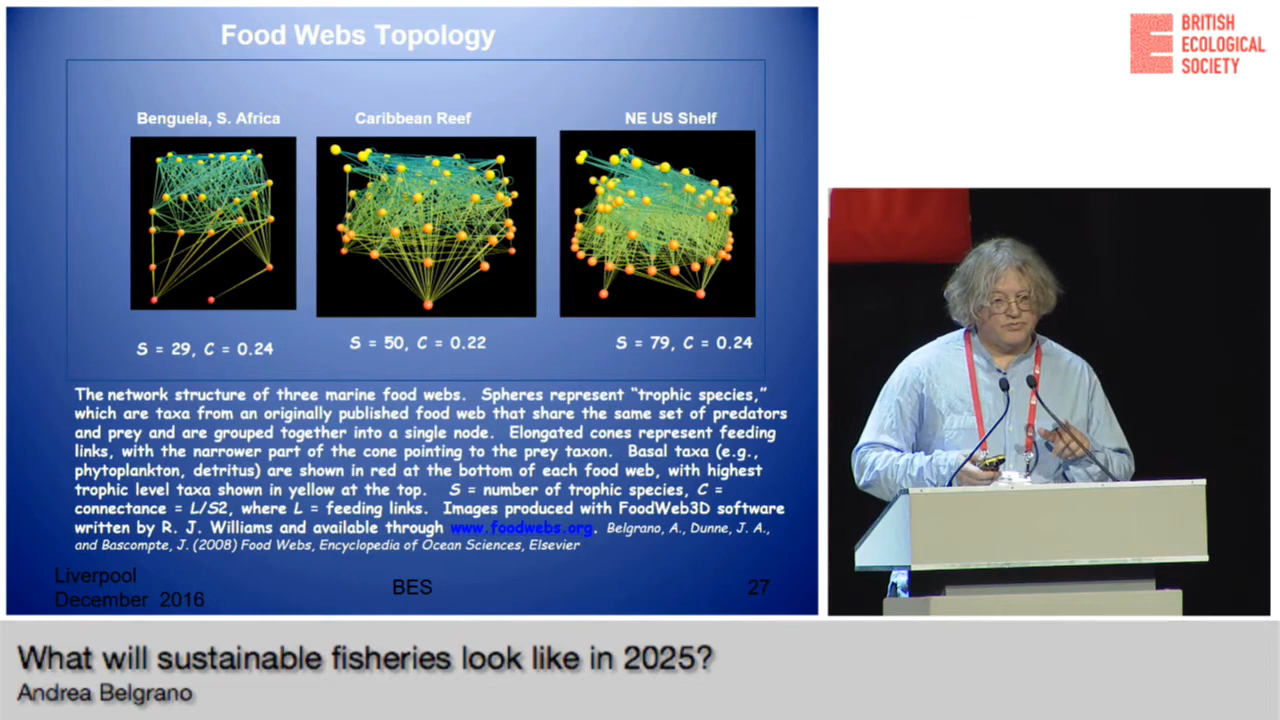 Food Webs Topology
Benguela, S. Africa
Caribbean Reef
NE US Shelf
S = 29, C = 0.24
S = 50, C = 0.22
S = 79, C = 0.24
The network structure of three marine food webs. Spheres represent “trophic species,”
which are taxa from an originally published food web that share the same set of predators
and prey and are grouped together into a single node. Elongated cones represent feeding
links, with the narrower part of the cone pointing to the prey taxon. Basal taxa (e.g.,
phytoplankton, detritus) are shown in red at the bottom of each food web, with highest
trophic level taxa shown in yellow at the top. S = number of trophic species, C =
connectance = L/S2, where L = feeding links. Images produced with FoodWeb3D software
written by R. J. Williams and available through www.foodwebs.org. Belgrano, A., Dunne, J. A.,
and Bascompte, J. (2008) Food Webs, Encyclopedia of Ocean Sciences, Elsevier
Liverpool
December 2016
BES
27
BRITISH
ECOLOGICAL
SOCIETY
What will sustainable fisheries look like in 2025?
Andrea Belgrano